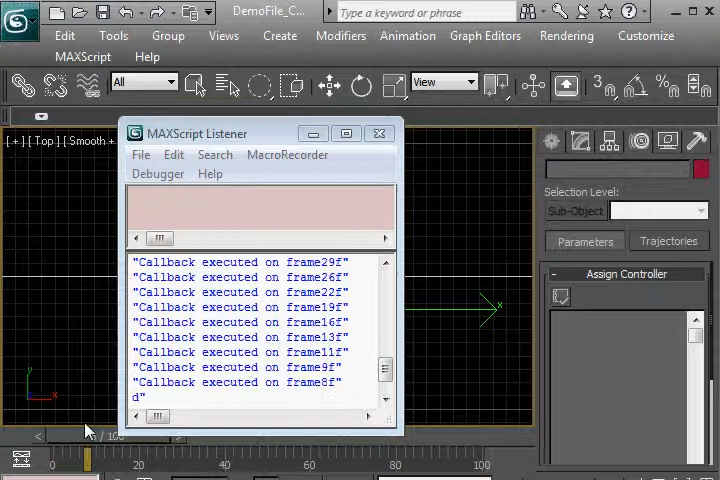 DemoFile_C...
Type a keyword or phrase
Edit Tools Group Views Create Modifiers Animation Graph Editors Rendering Customize
MAXScript Help
All View 3
[ + ] [ Top ] [ Smooth +
MAXScript Listener
File Edit Search MacroRecorder
Debugger Help
"Callback executed on frame29f"
"Callback executed on frame26f"
"Callback executed on frame22f"
"Callback executed on frame19f"
"Callback executed on frame16f"
"Callback executed on frame13f"
"Callback executed on frame11f"
"Callback executed on frame9f"
"Callback executed on frame8f"
d"
Selection Level:
Sub-Object
Parameters Trajectories
- Assign Controller
x
y
x
/ 100
0 20 40 60 80 100